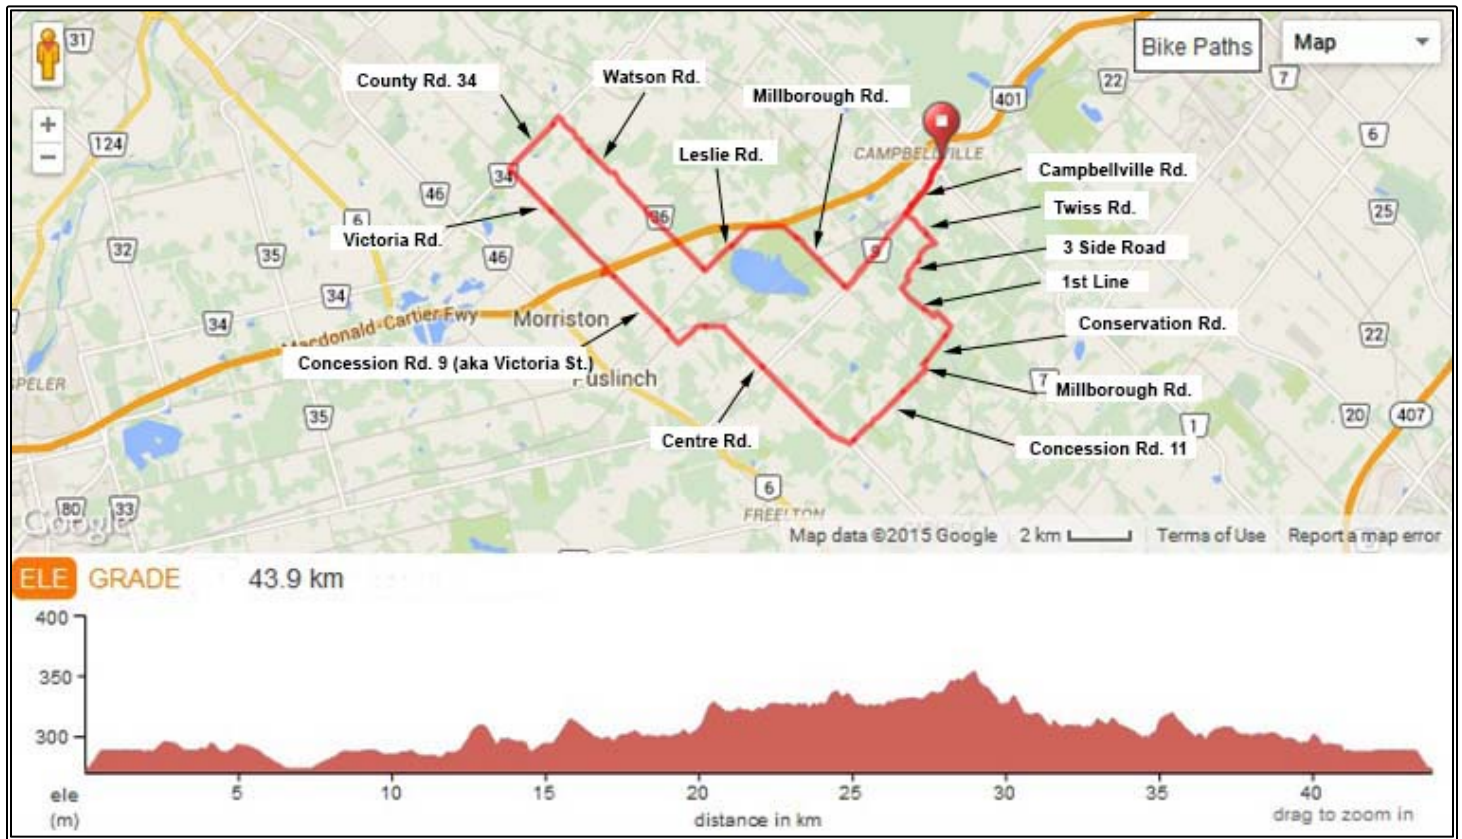 31
County Rd. 34
Watson Rd.
Millborough Rd.
Bike Paths
Map
401
22
7
+
−
124
Leslie Rd.
CAMPBELLVILLE
6
34
46
Campbellville Rd.
Twiss Rd.
6
36
25
Victoria Rd.
32
35
46
9
3 Side Road
1st Line
34
34
Macdonald-Cartier Fwy
Morriston
Conservation Rd.
22
Concession Rd. 9 (aka Victoria St.)
Puslinch
7
Millborough Rd.
35
20
407
1
Centre Rd.
Concession Rd. 11
6
80
33
FREELTON
Google
Map data ©2015 Google
2 km
Terms of Use
Report a map error
ELE
GRADE
43.9 km
400
350
300
ele
(m)
5
10
15
20
25
30
35
40
distance in km
drag to zoom in